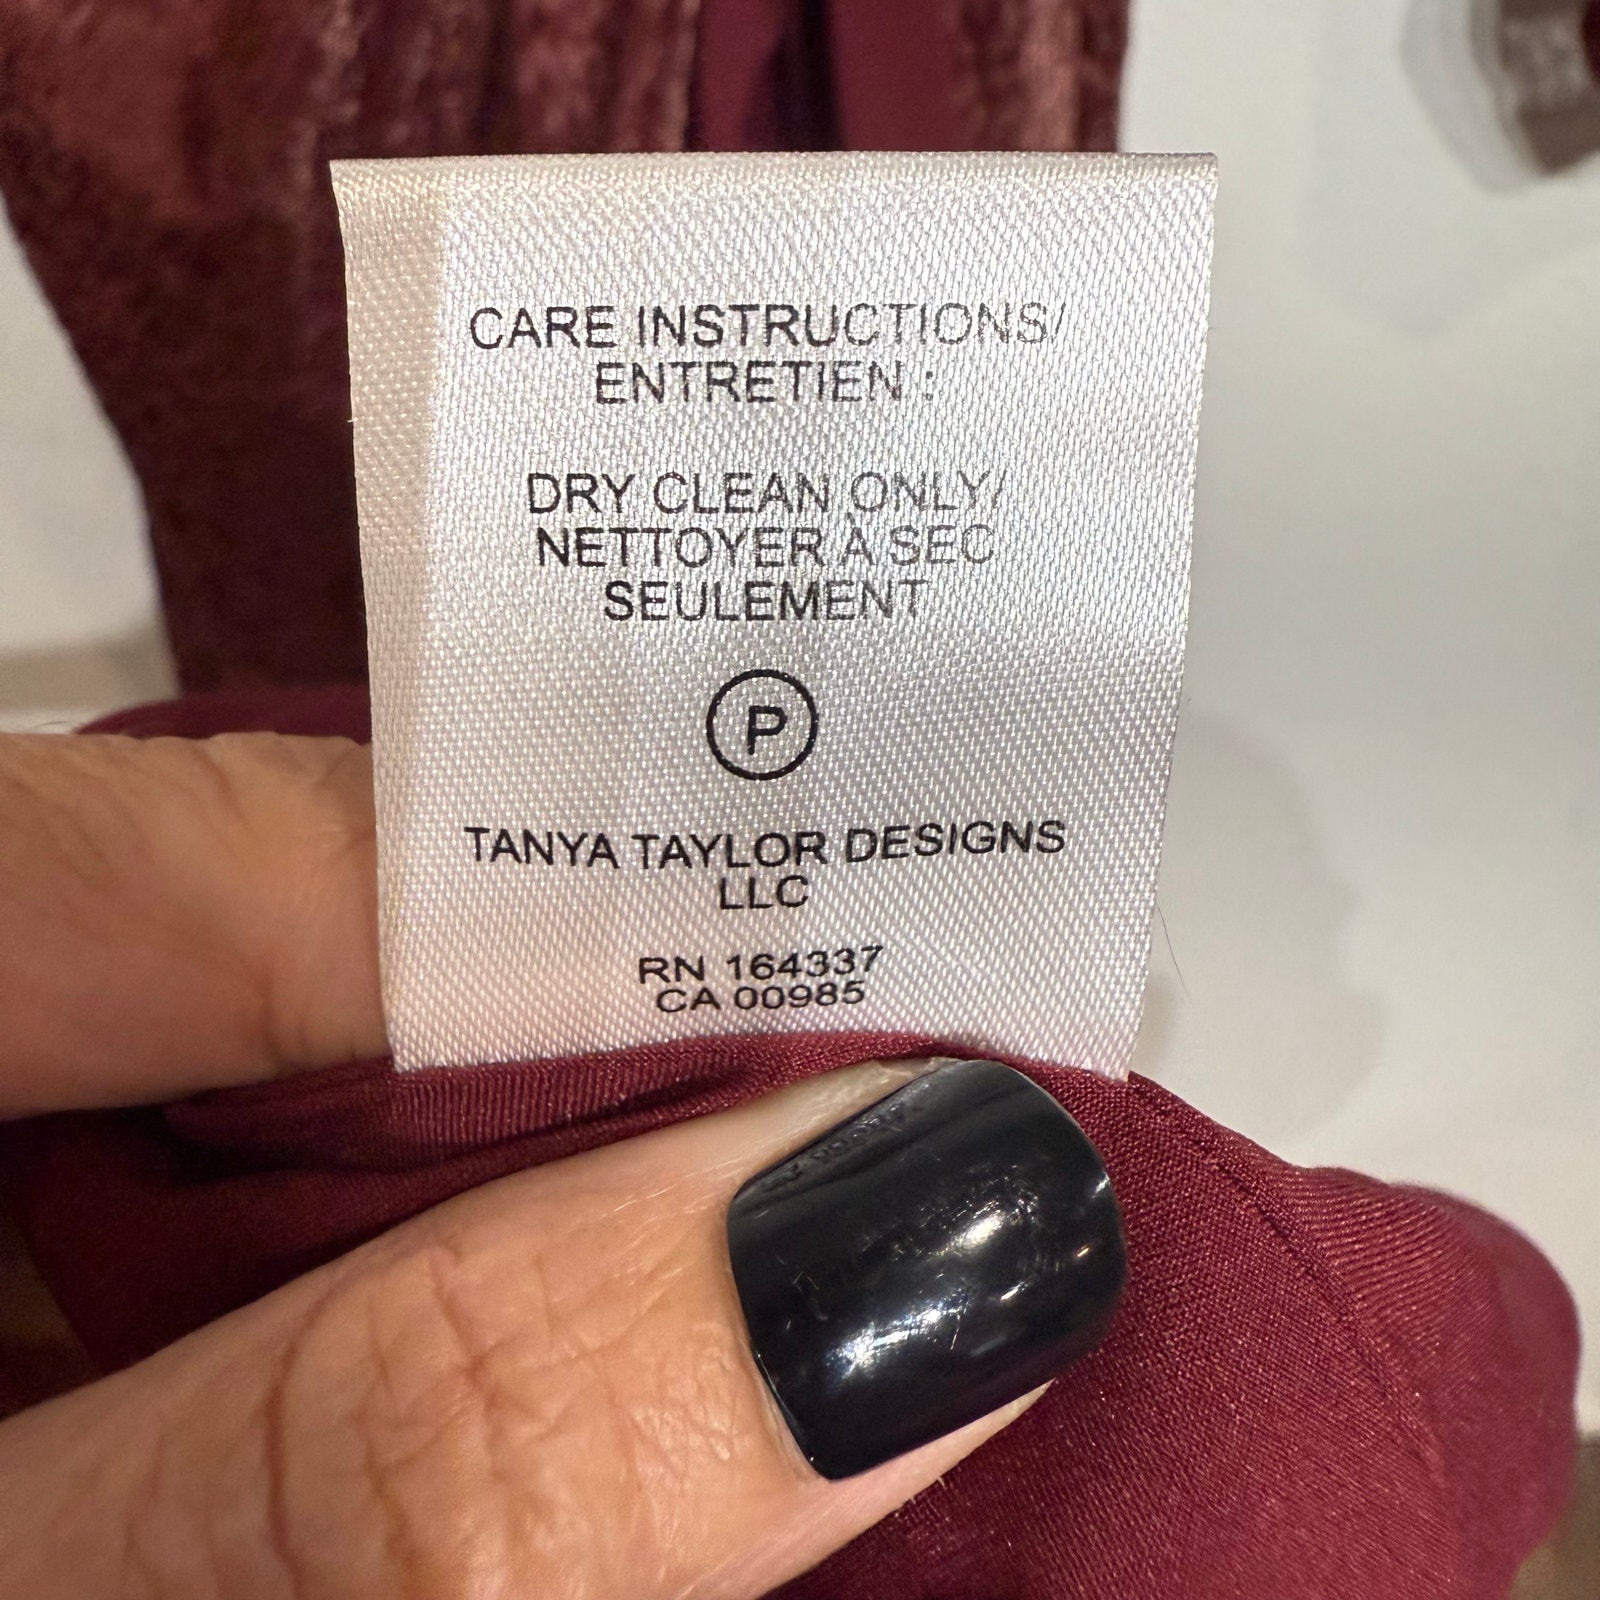 CARE INSTRUCTIONS/
ENTRETIEN :
DRY CLEAN ONLY/
NETTOYER À SEC
SEULEMENT
P
TANYA TAYLOR DESIGNS
LLC
RN 164337
CA 00985